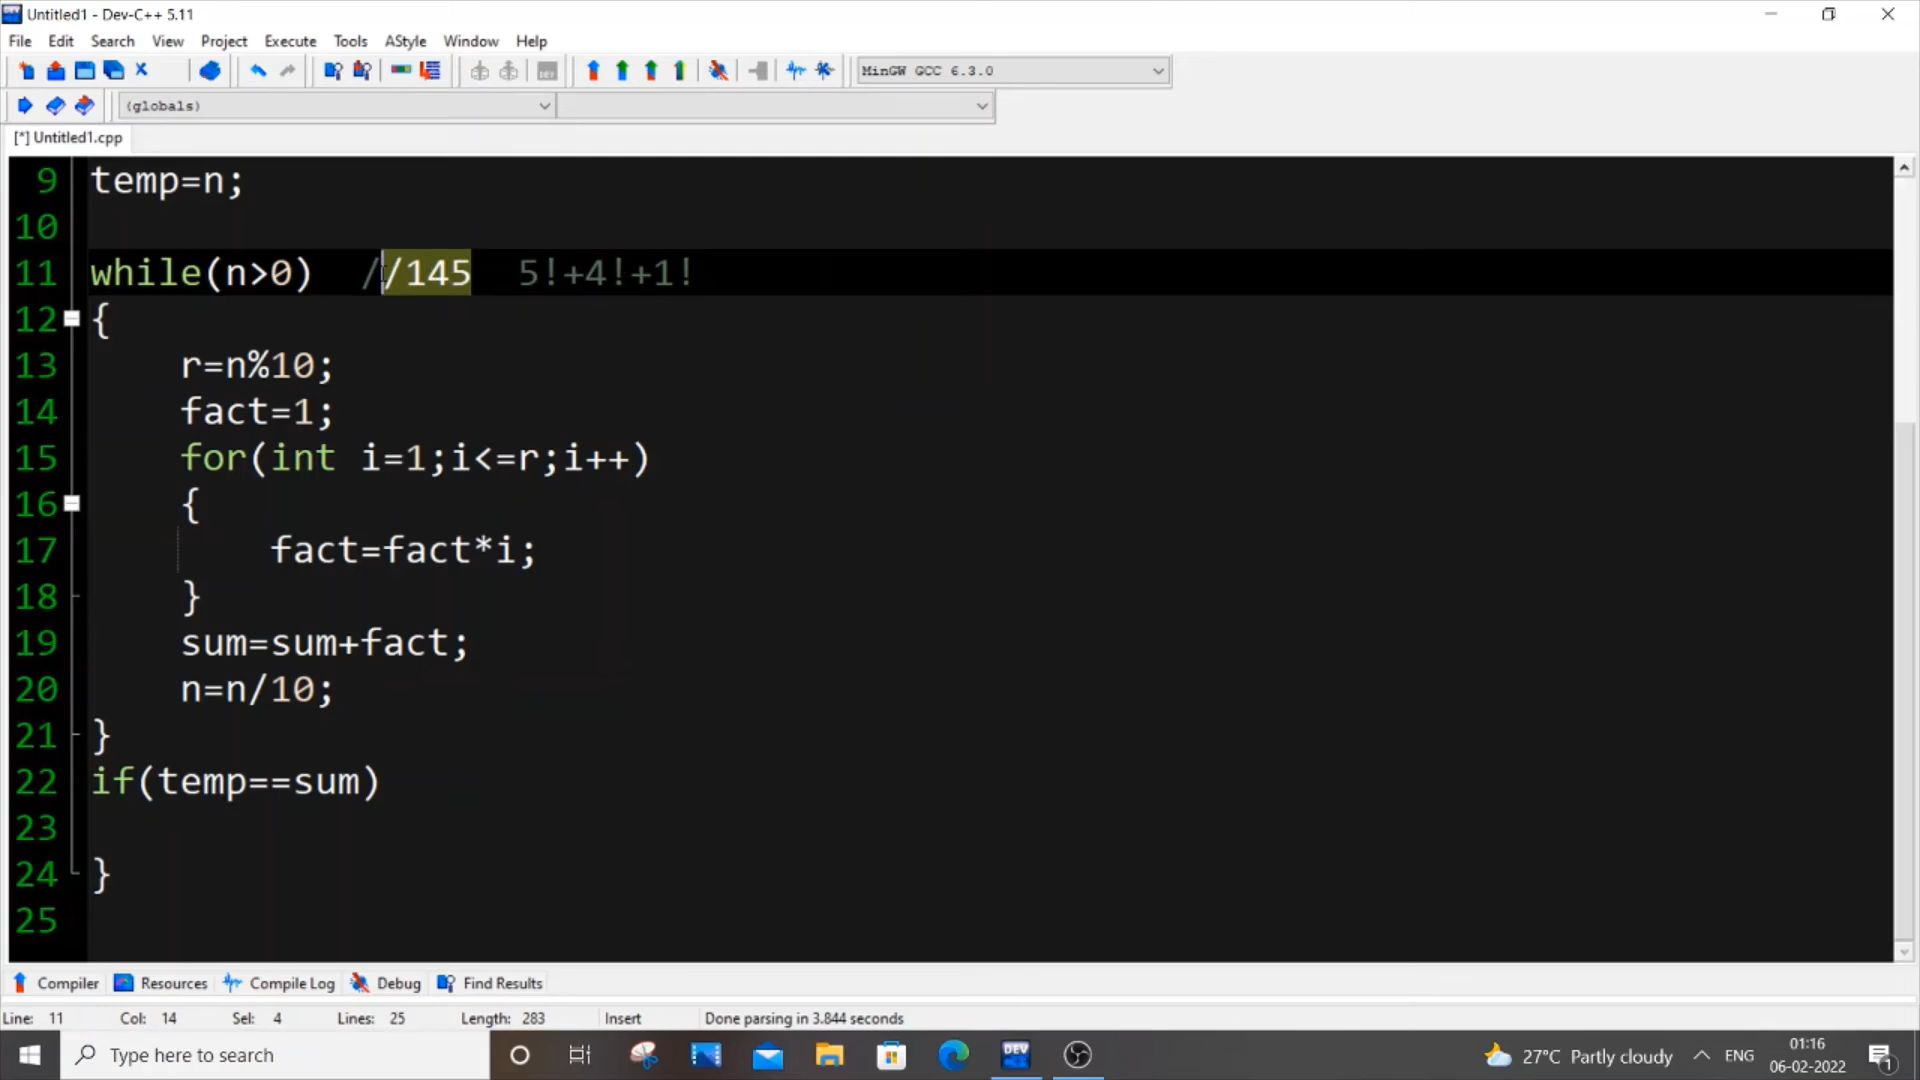 Untitled1 - Dev-C++ 5.11
File Edit Search View Project Execute Tools AStyle Window Help
MinGW GCC 6.3.0
(globals)
[*] Untitled1.cpp
9 temp=n;
10
11 while(n>0) //145 5!+4!+1!
12 {
13 r=n%10;
14 fact=1;
15 for(int i=1;i<=r;i++)
16 {
17 fact=fact*i;
18 }
19 sum=sum+fact;
20 n=n/10;
21 }
22 if(temp==sum)
23
24 }
25
Compiler Resources Compile Log Debug Find Results
Line: 11 Col: 14 Sel: 4 Lines: 25 Length: 283 Insert Done parsing in 3.844 seconds
Type here to search DEV 27°C Partly cloudy ENG 01:16
06-02-2022 1